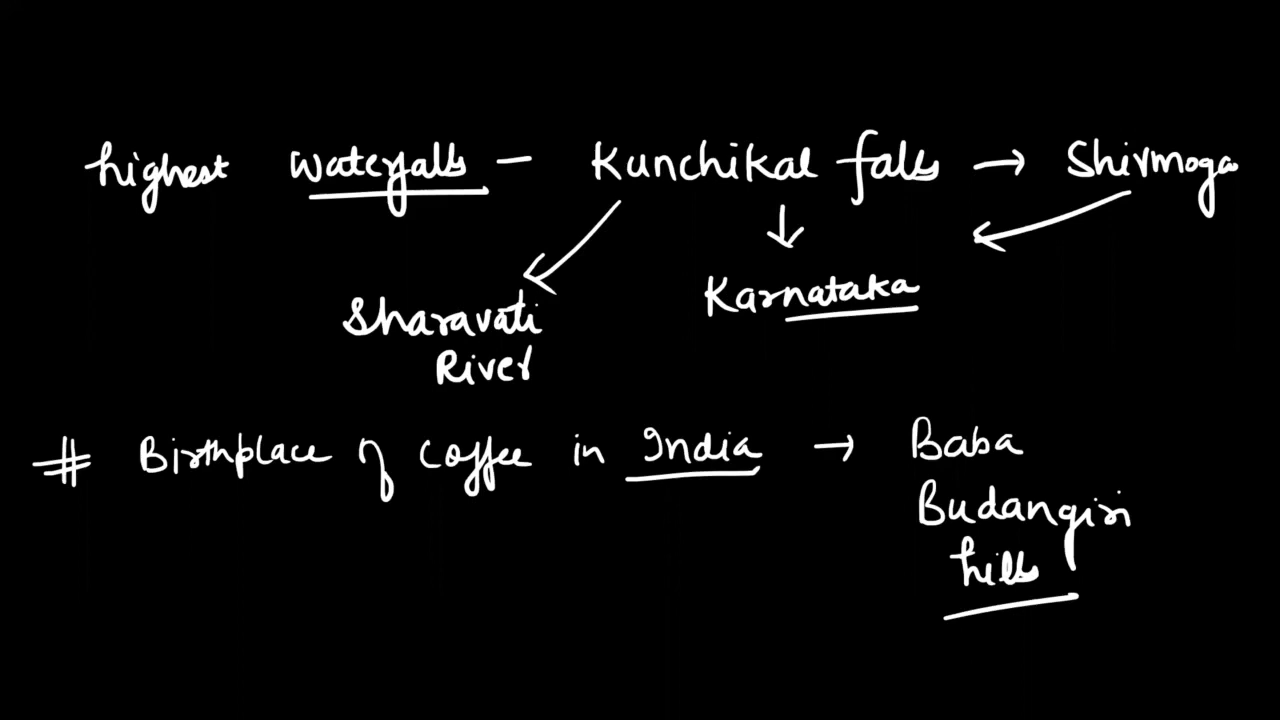 highest waterfalls - Kunchikal falls → Shivmoga
Karnataka
Sharavati
River
# Birthplace of Coffee in India → Baba
Budangiri
hills